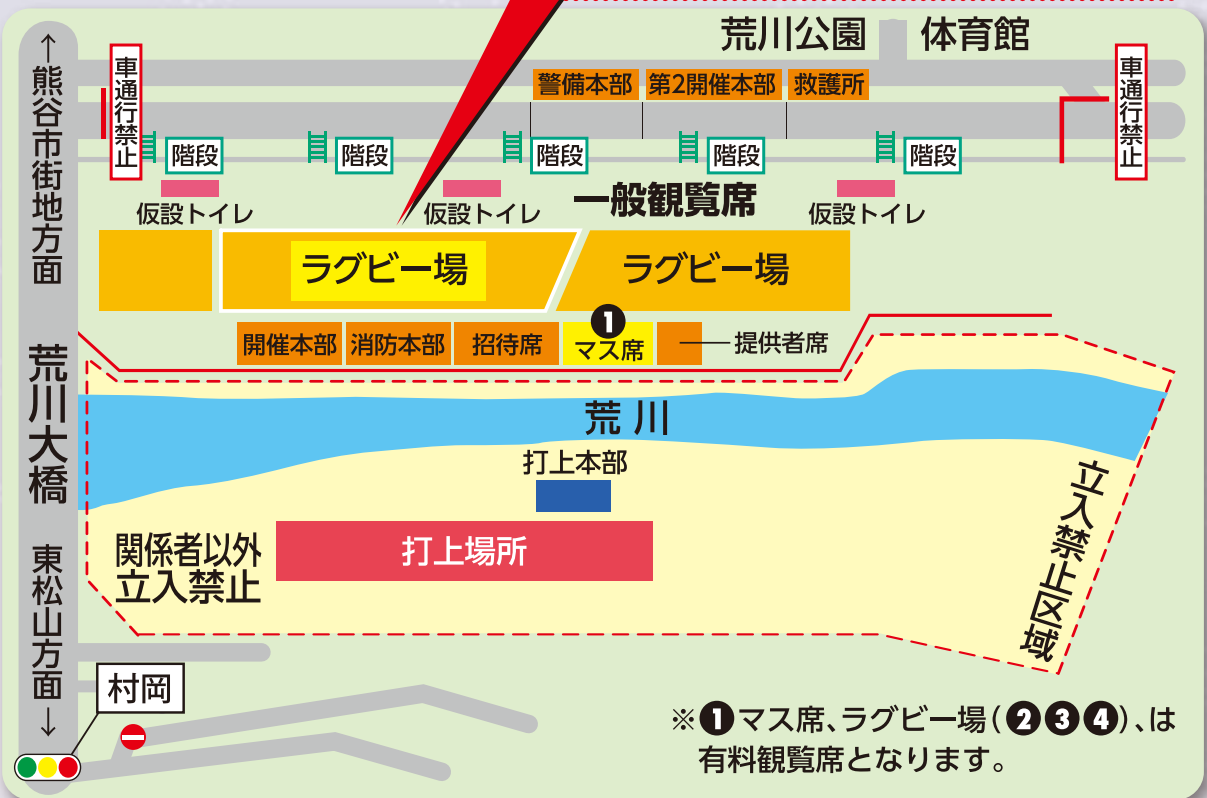 荒川公園
体育館
↑熊谷市街地方面
車通行禁止
警備本部
第2開催本部
救護所
車通行禁止
階段
階段
階段
階段
階段
仮設トイレ
仮設トイレ
一般観覧席
仮設トイレ
ラグビー場
ラグビー場
開催本部
消防本部
招待席
❶
マス席
提供者席
荒川大橋
荒川
打上本部
打上場所
関係者以外
立入禁止
立入禁止区域
東松山方面↓
村岡
※❶マス席、ラグビー場(❷❸❹)、は
有料観覧席となります。